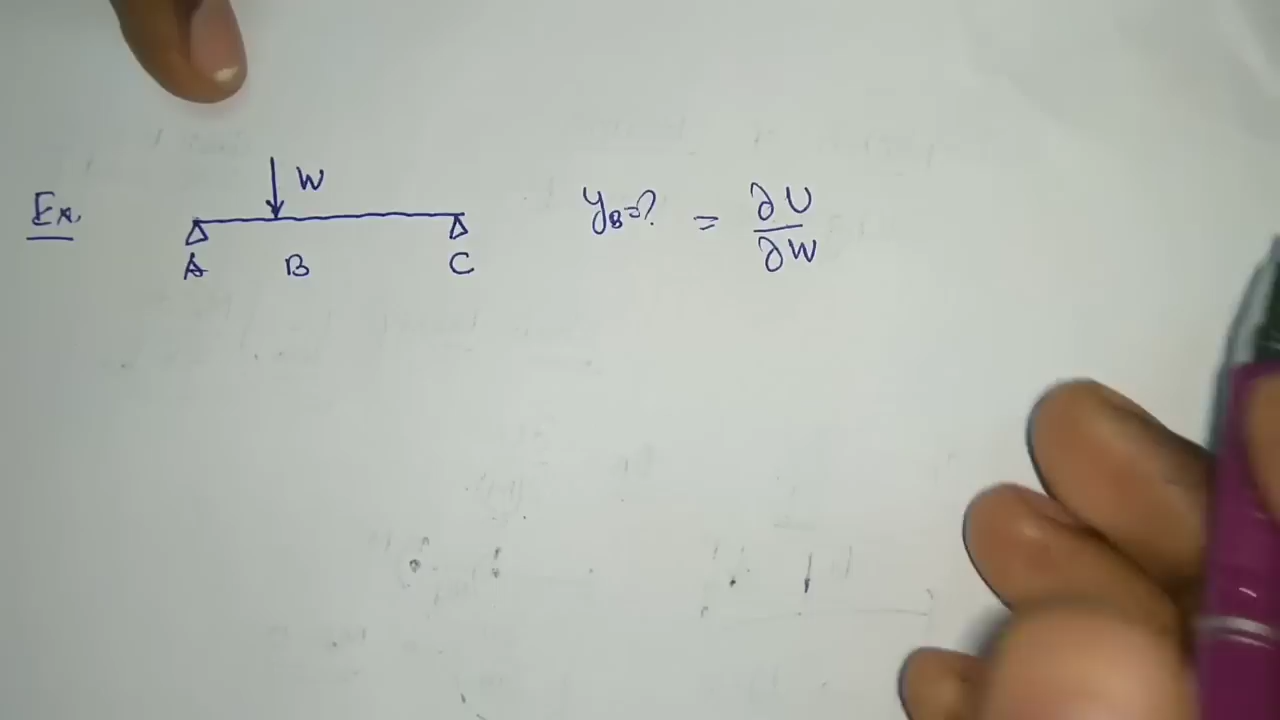 W
Ex.
y_B=? = ∂U/∂W
A B C